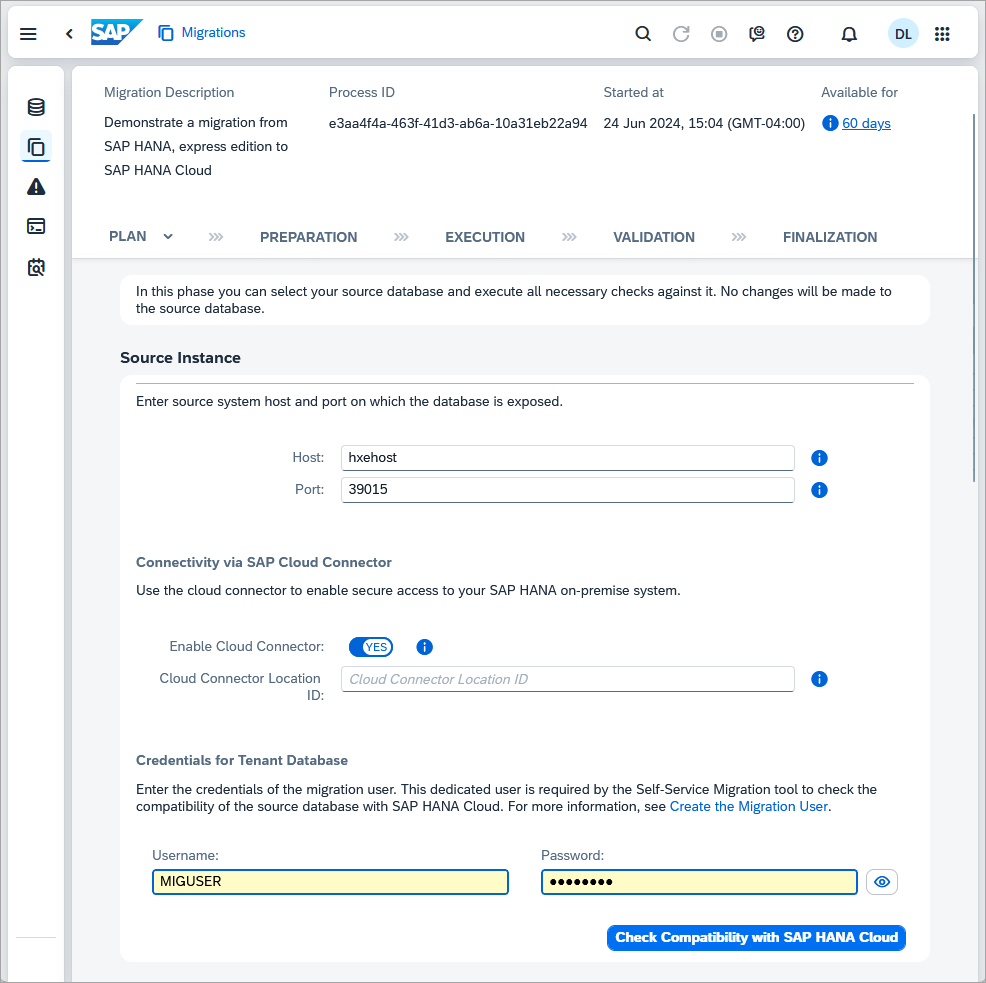 SAP Migrations DL
Migration Description Process ID Started at Available for
Demonstrate a migration from e3aa4f4a-463f-41d3-ab6a-10a31eb22a94 24 Jun 2024, 15:04 (GMT-04:00) 60 days
SAP HANA, express edition to
SAP HANA Cloud
PLAN PREPARATION EXECUTION VALIDATION FINALIZATION
In this phase you can select your source database and execute all necessary checks against it. No changes will be made to
the source database.
Source Instance
Enter source system host and port on which the database is exposed.
Host: hxehost
Port: 39015
Connectivity via SAP Cloud Connector
Use the cloud connector to enable secure access to your SAP HANA on-premise system.
Enable Cloud Connector: YES
Cloud Connector Location Cloud Connector Location ID
ID:
Credentials for Tenant Database
Enter the credentials of the migration user. This dedicated user is required by the Self-Service Migration tool to check the
compatibility of the source database with SAP HANA Cloud. For more information, see Create the Migration User.
Username: Password:
MIGUSER ●●●●●●●●
Check Compatibility with SAP HANA Cloud